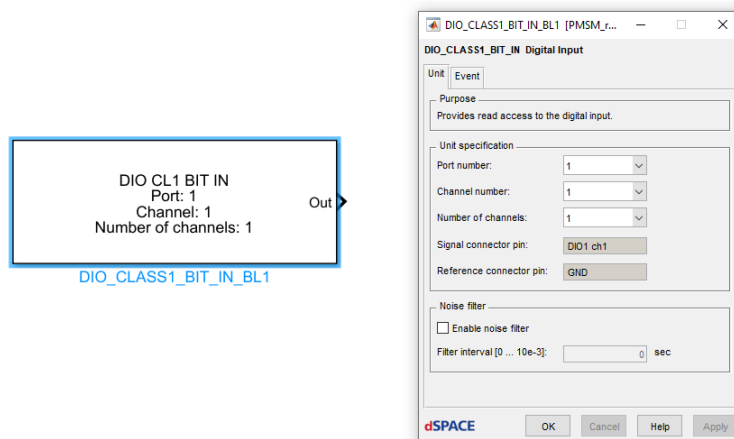 DIO CL1 BIT IN
Port: 1
Channel: 1
Number of channels: 1
Out
DIO_CLASS1_BIT_IN_BL1
DIO_CLASS1_BIT_IN_BL1 [PMSM_r...
DIO_CLASS1_BIT_IN Digital Input
Unit Event
Purpose
Provides read access to the digital input.
Unit specification
Port number: 1
Channel number: 1
Number of channels: 1
Signal connector pin: DIO1 ch1
Reference connector pin: GND
Noise filter
Enable noise filter
Filter interval [0 ... 10e-3]: 0 sec
dSPACE OK Cancel Help Apply